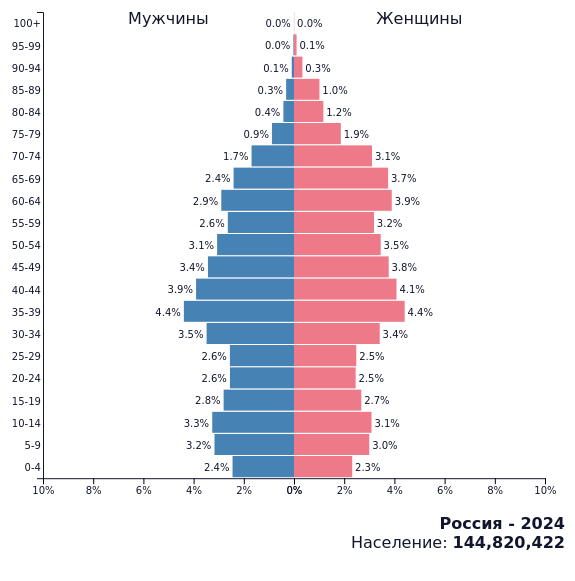 Мужчины Женщины
100+ 0.0% 0.0%
95-99 0.0% 0.1%
90-94 0.1% 0.3%
85-89 0.3% 1.0%
80-84 0.4% 1.2%
75-79 0.9% 1.9%
70-74 1.7% 3.1%
65-69 2.4% 3.7%
60-64 2.9% 3.9%
55-59 2.6% 3.2%
50-54 3.1% 3.5%
45-49 3.4% 3.8%
40-44 3.9% 4.1%
35-39 4.4% 4.4%
30-34 3.5% 3.4%
25-29 2.6% 2.5%
20-24 2.6% 2.5%
15-19 2.8% 2.7%
10-14 3.3% 3.1%
5-9 3.2% 3.0%
0-4 2.4% 2.3%
10% 8% 6% 4% 2% 0% 2% 4% 6% 8% 10%
Россия - 2024
Население: 144,820,422